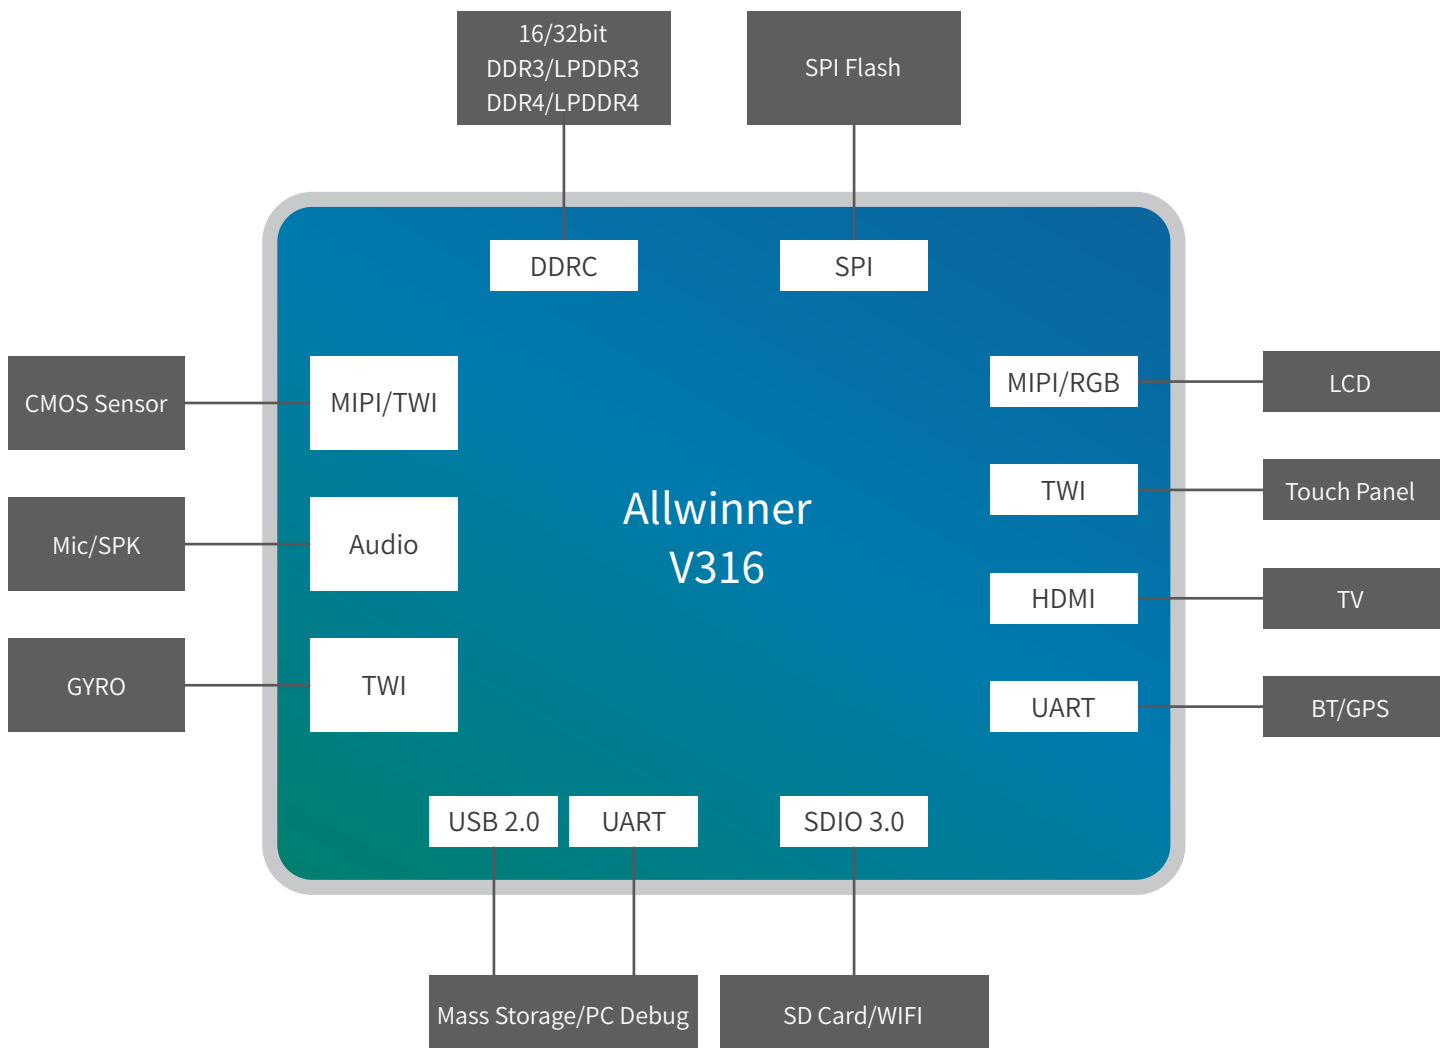 16/32bit
DDR3/LPDDR3
DDR4/LPDDR4
SPI Flash
DDRC
SPI
CMOS Sensor
MIPI/TWI
MIPI/RGB
LCD
TWI
Touch Panel
Allwinner
V316
Mic/SPK
Audio
HDMI
TV
GYRO
TWI
UART
BT/GPS
USB 2.0
UART
SDIO 3.0
Mass Storage/PC Debug
SD Card/WIFI